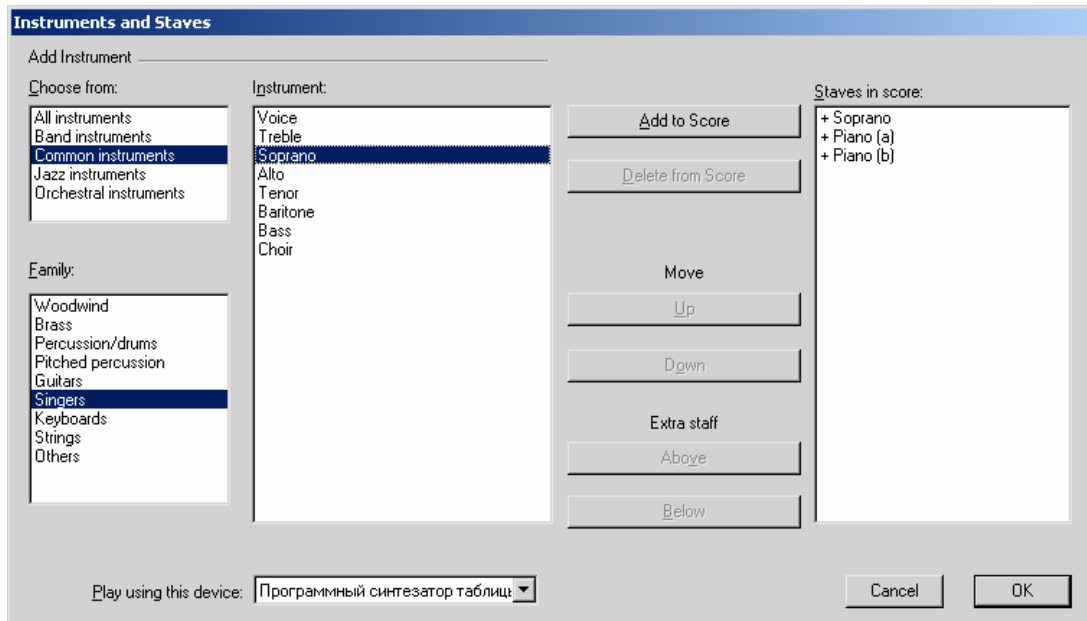 Instruments and Staves
Add Instrument
Choose from:
All instruments
Band instruments
Common instruments
Jazz instruments
Orchestral instruments
Family:
Woodwind
Brass
Percussion/drums
Pitched percussion
Guitars
Singers
Keyboards
Strings
Others
Instrument:
Voice
Treble
Soprano
Alto
Tenor
Baritone
Bass
Choir
Add to Score
Delete from Score
Move
Up
Down
Extra staff
Above
Below
Staves in score:
+ Soprano
+ Piano (a)
+ Piano (b)
Play using this device: Программный синтезатор таблицы
Cancel
OK